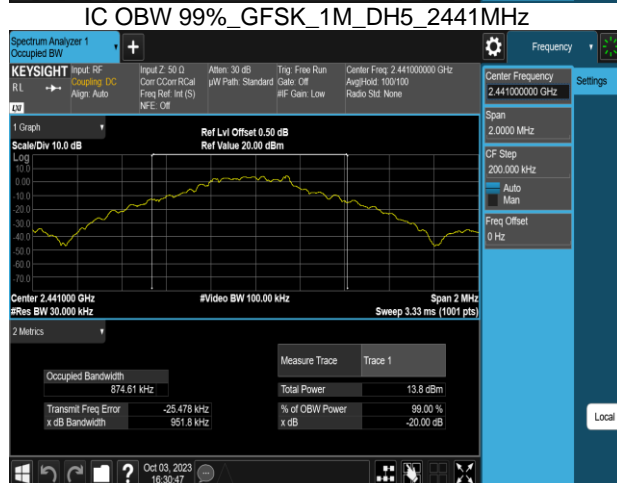 IC OBW 99%_GFSK_1M_DH5_2441MHz
Spectrum Analyzer 1
Occupied BW
Frequency
KEYSIGHT
RL
Input: RF
Coupling: DC
Align: Auto
Input Z: 50 Ω
Corr CCorr RCal
Freq Ref: Int (S)
NFE: Off
Atten: 30 dB
µW Path: Standard
Trig: Free Run
Gate: Off
#IF Gain: Low
Center Freq: 2.441000000 GHz
Avg|Hold: 100/100
Radio Std: None
Center Frequency
2.441000000 GHz
Settings
Span
2.0000 MHz
CF Step
200.000 kHz
Auto
Man
Freq Offset
0 Hz
Local
1 Graph
Scale/Div 10.0 dB
Ref Lvl Offset 0.50 dB
Ref Value 20.00 dBm
Log
10.0
0.00
-10.0
-20.0
-30.0
-40.0
-50.0
-60.0
-70.0
Center 2.441000 GHz
#Video BW 100.00 kHz
Span 2 MHz
#Res BW 30.000 kHz
Sweep 3.33 ms (1001 pts)
2 Metrics
Measure Trace
Trace 1
Occupied Bandwidth
874.61 kHz
Total Power
13.8 dBm
Transmit Freq Error
-25.478 kHz
% of OBW Power
99.00 %
x dB Bandwidth
951.8 kHz
x dB
-20.00 dB
Oct 03, 2023
16:30:47